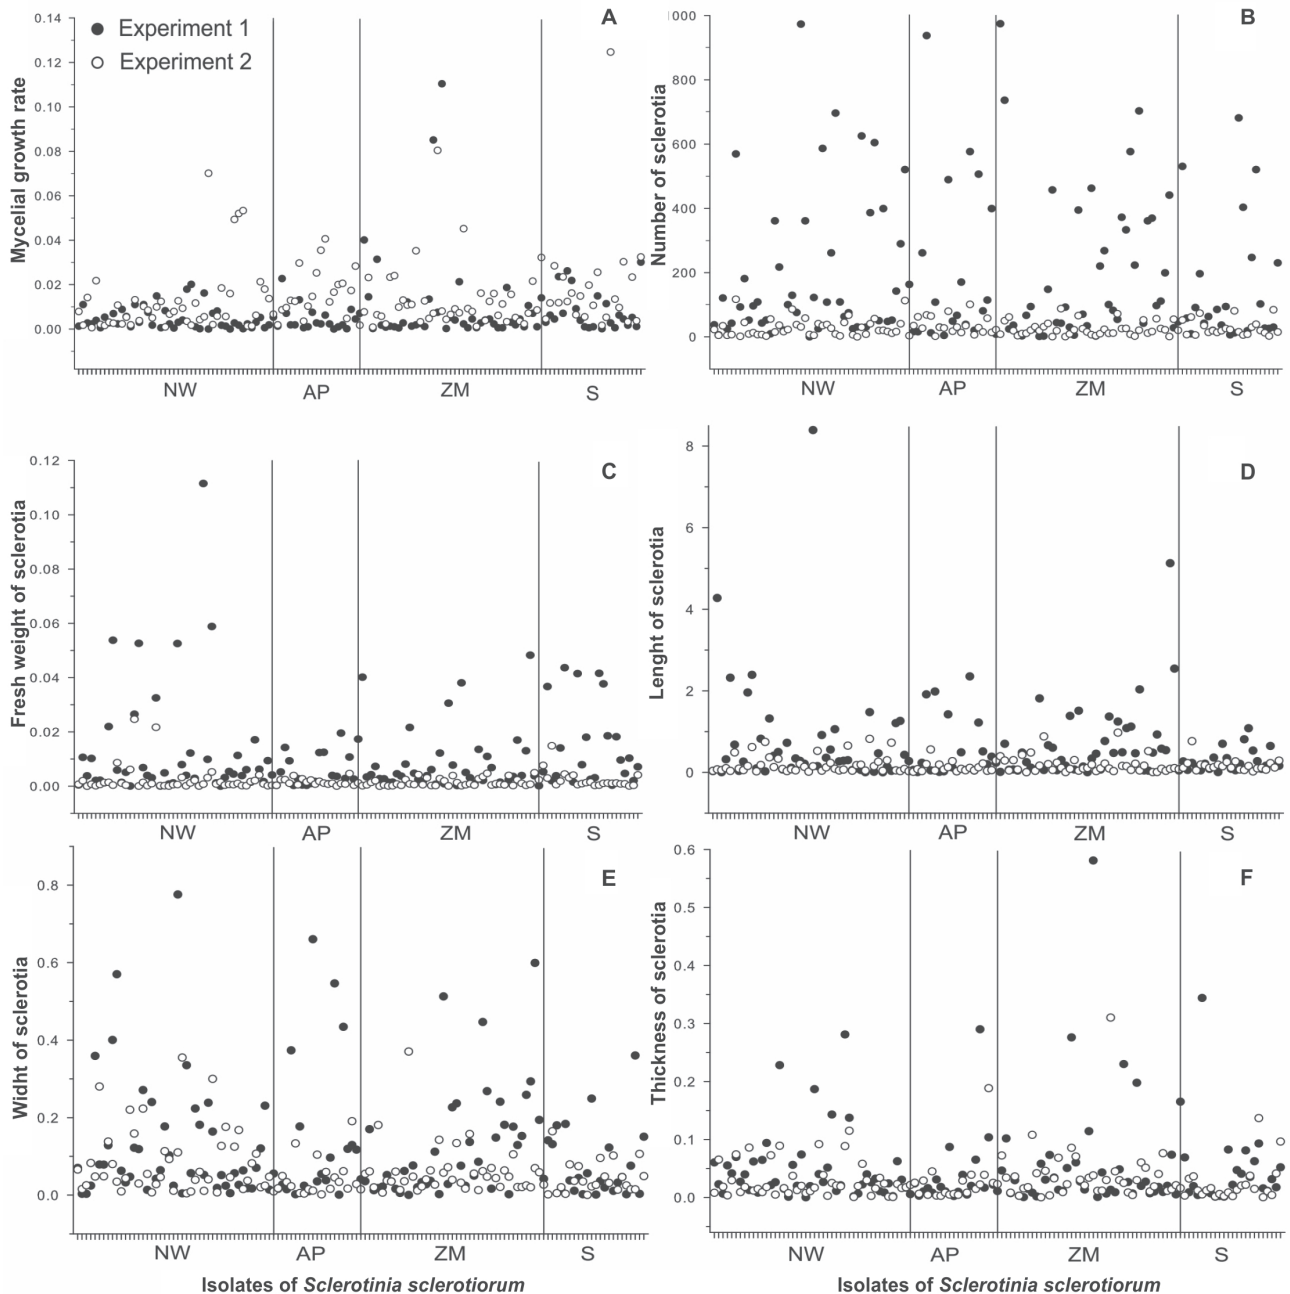 A
Experiment 1
Experiment 2
Mycelial growth rate
0.14
0.12
0.10
0.08
0.06
0.04
0.02
0.00
NW AP ZM S
B
Number of sclerotia
1000
800
600
400
200
0
NW AP ZM S
C
Fresh weight of sclerotia
0.12
0.10
0.08
0.06
0.04
0.02
0.00
NW AP ZM S
D
Lenght of sclerotia
8
6
4
2
0
NW AP ZM S
E
Widht of sclerotia
0.8
0.6
0.4
0.2
0.0
NW AP ZM S
Isolates of Sclerotinia sclerotiorum
F
Thickness of sclerotia
0.6
0.5
0.4
0.3
0.2
0.1
0.0
NW AP ZM S
Isolates of Sclerotinia sclerotiorum